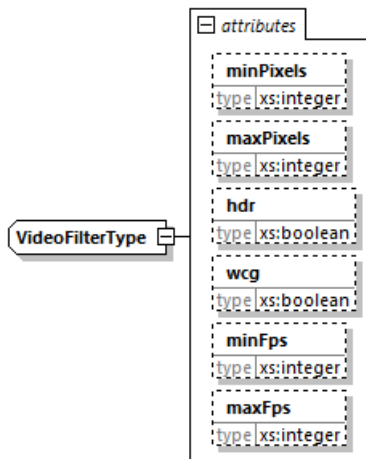 attributes
minPixels
type xs:integer
maxPixels
type xs:integer
hdr
type xs:boolean
VideoFilterType
wcg
type xs:boolean
minFps
type xs:integer
maxFps
type xs:integer